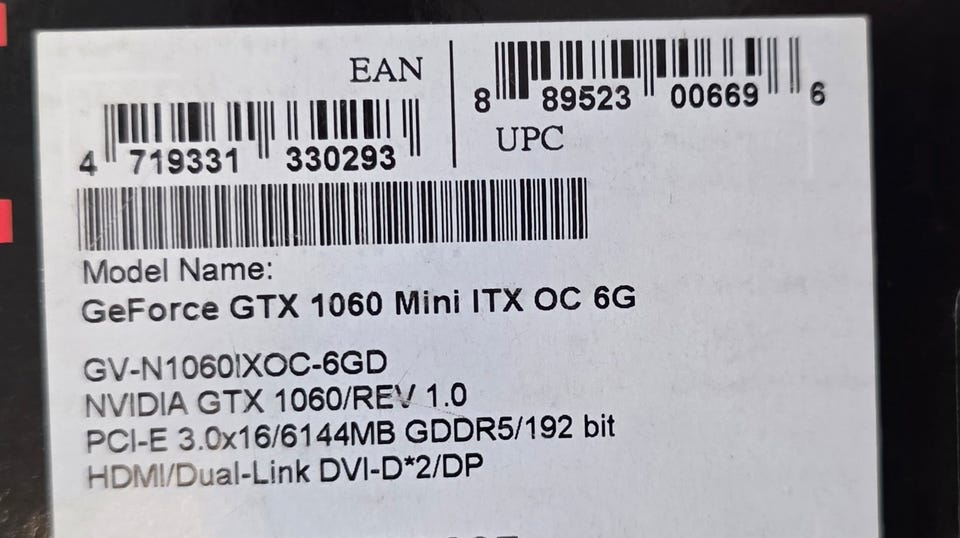 EAN
4 719331 330293
8 89523 00669 6
UPC
Model Name:
GeForce GTX 1060 Mini ITX OC 6G
GV-N1060IXOC-6GD
NVIDIA GTX 1060/REV 1.0
PCI-E 3.0x16/6144MB GDDR5/192 bit
HDMI/Dual-Link DVI-D*2/DP